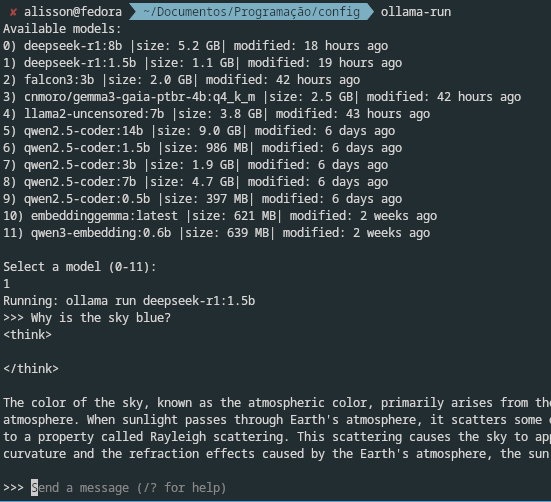 ✘ alisson@fedora ~/Documentos/Programação/config ollama-run
Available models:
0) deepseek-r1:8b |size: 5.2 GB| modified: 18 hours ago
1) deepseek-r1:1.5b |size: 1.1 GB| modified: 19 hours ago
2) falcon3:3b |size: 2.0 GB| modified: 42 hours ago
3) cnmoro/gemma3-gaia-ptbr-4b:q4_k_m |size: 2.5 GB| modified: 42 hours ago
4) llama2-uncensored:7b |size: 3.8 GB| modified: 43 hours ago
5) qwen2.5-coder:14b |size: 9.0 GB| modified: 6 days ago
6) qwen2.5-coder:1.5b |size: 986 MB| modified: 6 days ago
7) qwen2.5-coder:3b |size: 1.9 GB| modified: 6 days ago
8) qwen2.5-coder:7b |size: 4.7 GB| modified: 6 days ago
9) qwen2.5-coder:0.5b |size: 397 MB| modified: 6 days ago
10) embeddinggemma:latest |size: 621 MB| modified: 2 weeks ago
11) qwen3-embedding:0.6b |size: 639 MB| modified: 2 weeks ago
Select a model (0-11):
1
Running: ollama run deepseek-r1:1.5b
>>> Why is the sky blue?
<think>
</think>
The color of the sky, known as the atmospheric color, primarily arises from the
atmosphere. When sunlight passes through Earth's atmosphere, it scatters some
to a property called Rayleigh scattering. This scattering causes the sky to app
curvature and the refraction effects caused by the Earth's atmosphere, the sun
>>> Send a message (/? for help)